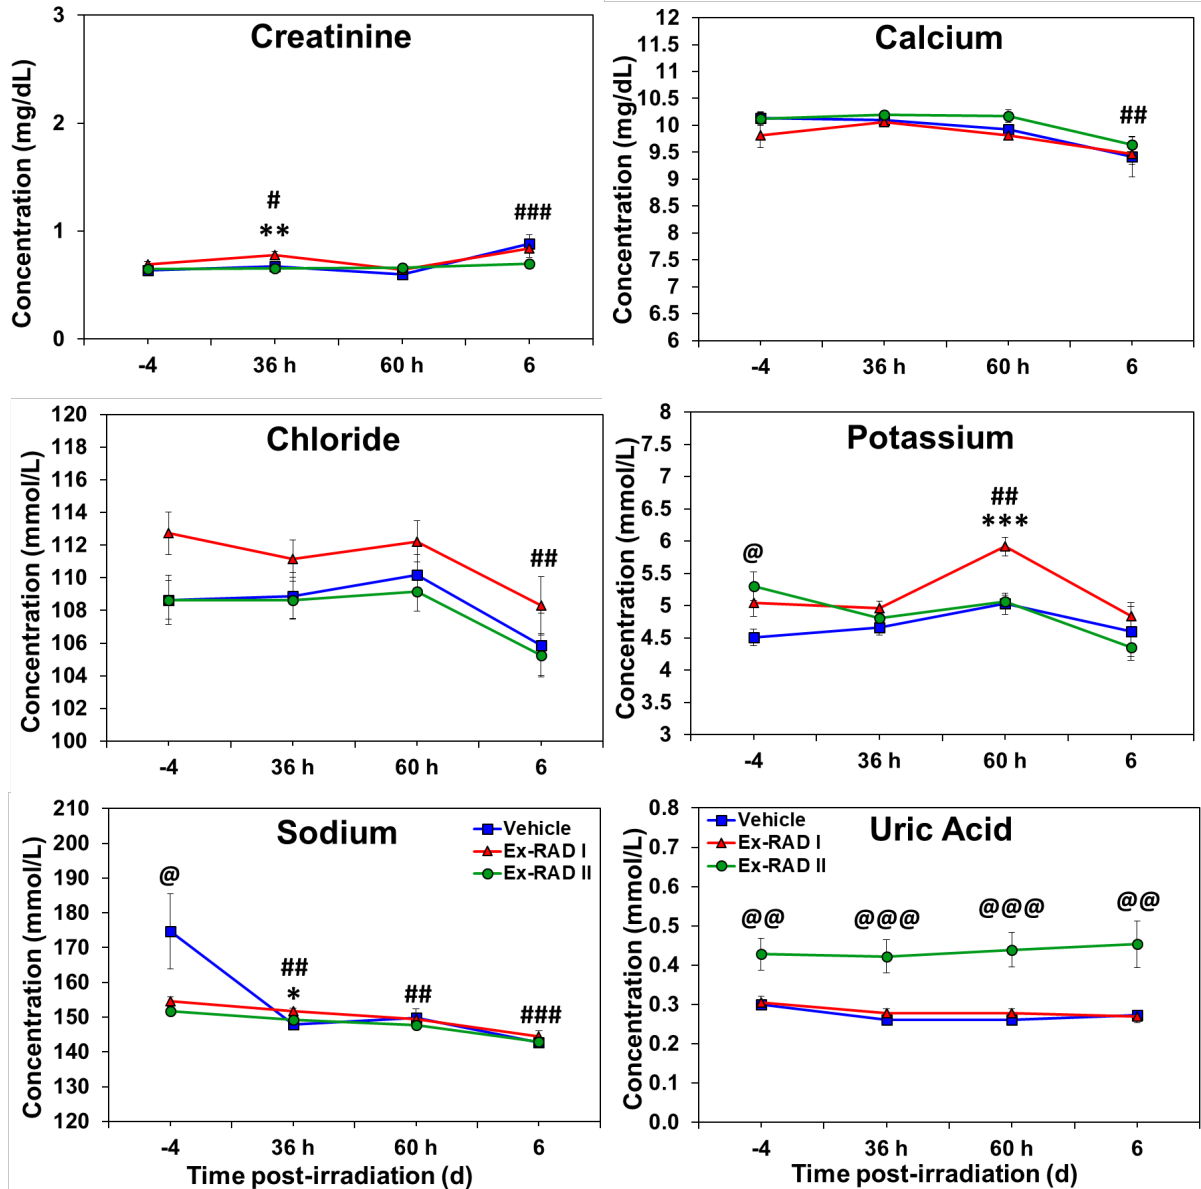 Creatinine
Concentration (mg/dL)
3
2
1
0
#
**
###
-4 36 h 60 h 6
Calcium
Concentration (mg/dL)
12
11.5
11
10.5
10
9.5
9
8.5
8
7.5
7
6.5
6
##
-4 36 h 60 h 6
Chloride
Concentration (mmol/L)
120
118
116
114
112
110
108
106
104
102
100
##
-4 36 h 60 h 6
Potassium
Concentration (mmol/L)
8
7.5
7
6.5
6
5.5
5
4.5
4
3.5
3
@
##
***
-4 36 h 60 h 6
Sodium
Vehicle
Ex-RAD I
Ex-RAD II
Concentration (mmol/L)
210
200
190
180
170
160
150
140
130
120
@
##
*
##
###
-4 36 h 60 h 6
Time post-irradiation (d)
Uric Acid
Vehicle
Ex-RAD I
Ex-RAD II
Concentration (mmol/L)
0.8
0.7
0.6
0.5
0.4
0.3
0.2
0.1
0.0
@@ @@@ @@@ @@
-4 36 h 60 h 6
Time post-irradiation (d)